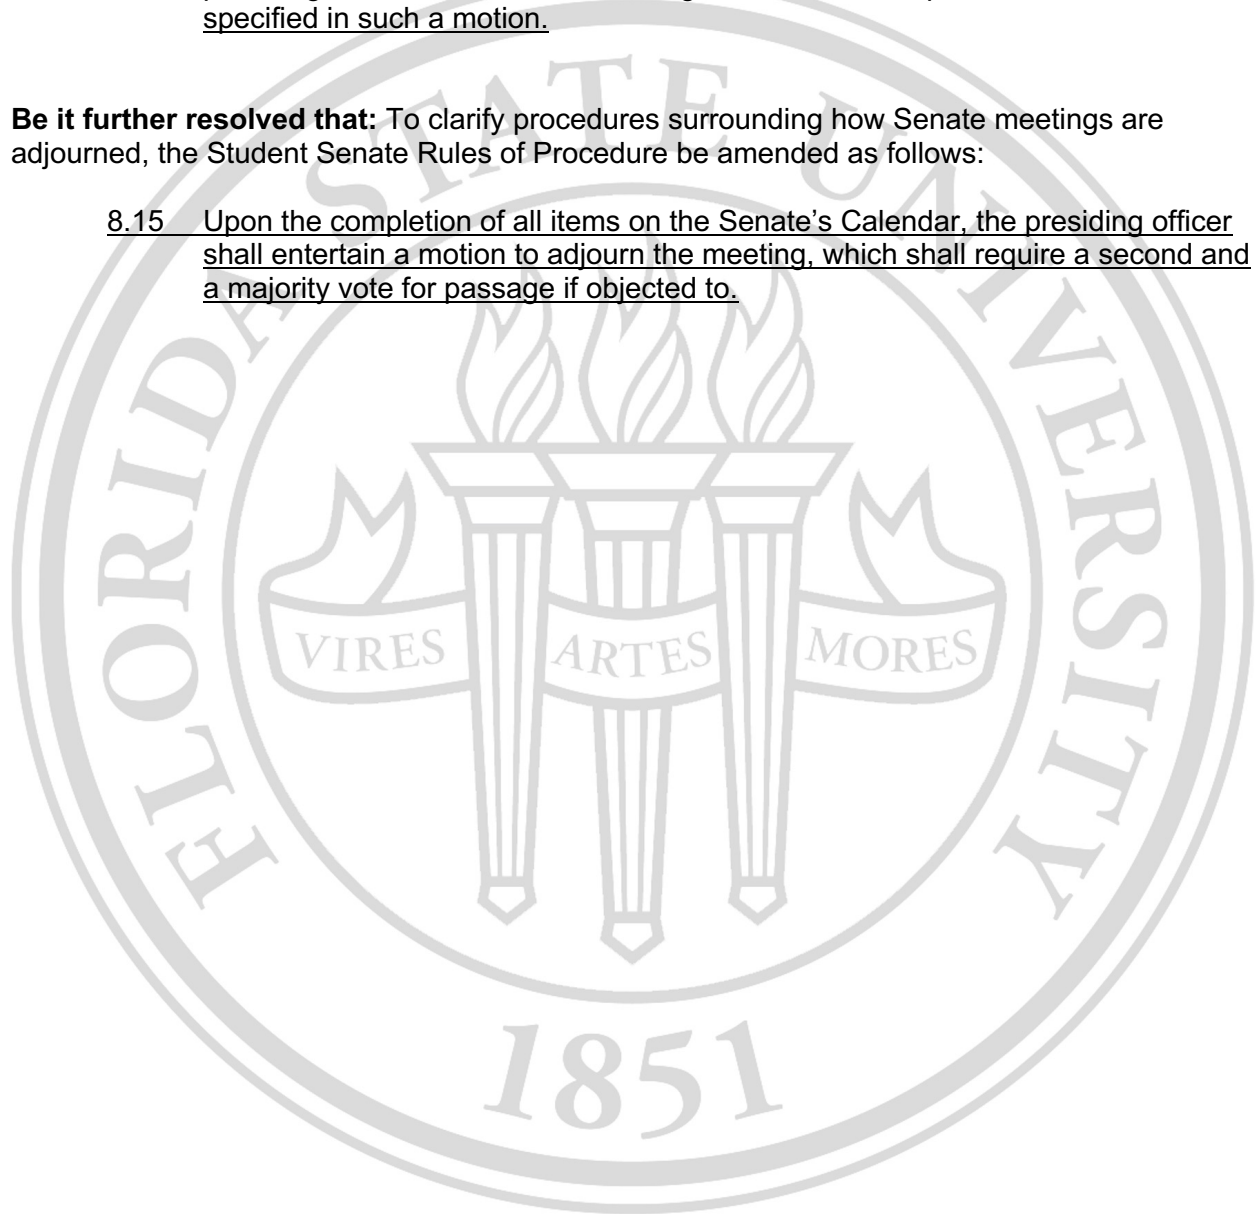 specified in such a motion.
Be it further resolved that: To clarify procedures surrounding how Senate meetings are
adjourned, the Student Senate Rules of Procedure be amended as follows:
8.15 Upon the completion of all items on the Senate’s Calendar, the presiding officer
shall entertain a motion to adjourn the meeting, which shall require a second and
a majority vote for passage if objected to.
FLORIDA STATE UNIVERSITY
VIRES ARTES MORES
1851